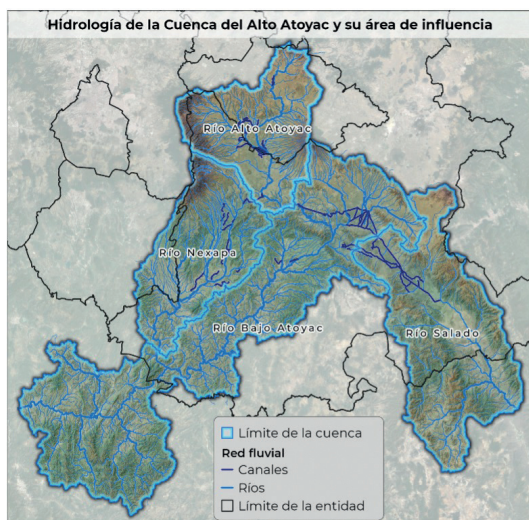 Hidrología de la Cuenca del Alto Atoyac y su área de influencia
Río Alto Atoyac
Río Nexapa
Río Bajo Atoyac
Río Salado
Límite de la cuenca
Red fluvial
Canales
Ríos
Límite de la entidad